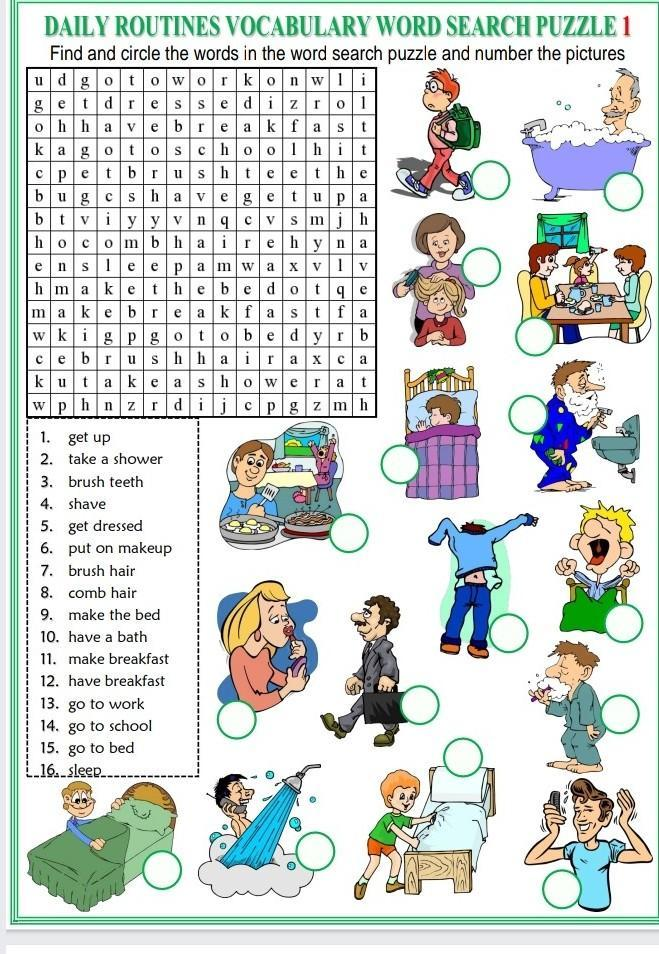 DAILY ROUTINES VOCABULARY WORD SEARCH PUZZLE 1
Find and circle the words in the word search puzzle and number the pictures
u d g o t o w o r k o n w l i
g e t d r e s s e d i z r o l
o h h a v e b r e a k f a s t
k a g o t o s c h o o l h i t
c p e t b r u s h t e e t h e
b u g c s h a v e g e t u p a
b t v i y y v n q c v s m j h
h o c o m b h a i r e h y n a
e n s l e e p a m w a x v l v
h m a k e t h e b e d o t q e
m a k e b r e a k f a s t f a
w k i g p g o t o b e d y r b
c e b r u s h h a i r a x c a
k u t a k e a s h o w e r a t
w p h n z r d i j c p g z m h
1. get up
2. take a shower
3. brush teeth
4. shave
5. get dressed
6. put on makeup
7. brush hair
8. comb hair
9. make the bed
10. have a bath
11. make breakfast
12. have breakfast
13. go to work
14. go to school
15. go to bed
16. sleep